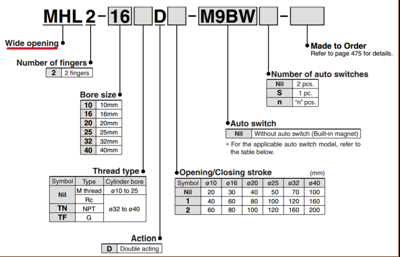 MHL 2 - 16 D - M9BW -
Wide opening
Made to Order
Refer to page 475 for details.
Number of fingers
2 2 fingers
Number of auto switches
Nil 2 pcs.
S 1 pc.
n "n" pcs.
Bore size
10 10mm
16 16mm
20 20mm
25 25mm
32 32mm
40 40mm
Auto switch
Nil Without auto switch (Built-in magnet)
* For the applicable auto switch model, refer to
the table below.
Thread type
Symbol Type Cylinder bore
Nil M thread ø10 to 25
Rc ø32 to ø40
TN NPT
TF G
Opening/Closing stroke (mm)
Symbol ø10 ø16 ø20 ø25 ø32 ø40
Nil 20 30 40 50 70 100
1 40 60 80 100 120 160
2 60 80 100 120 160 200
Action
D Double acting